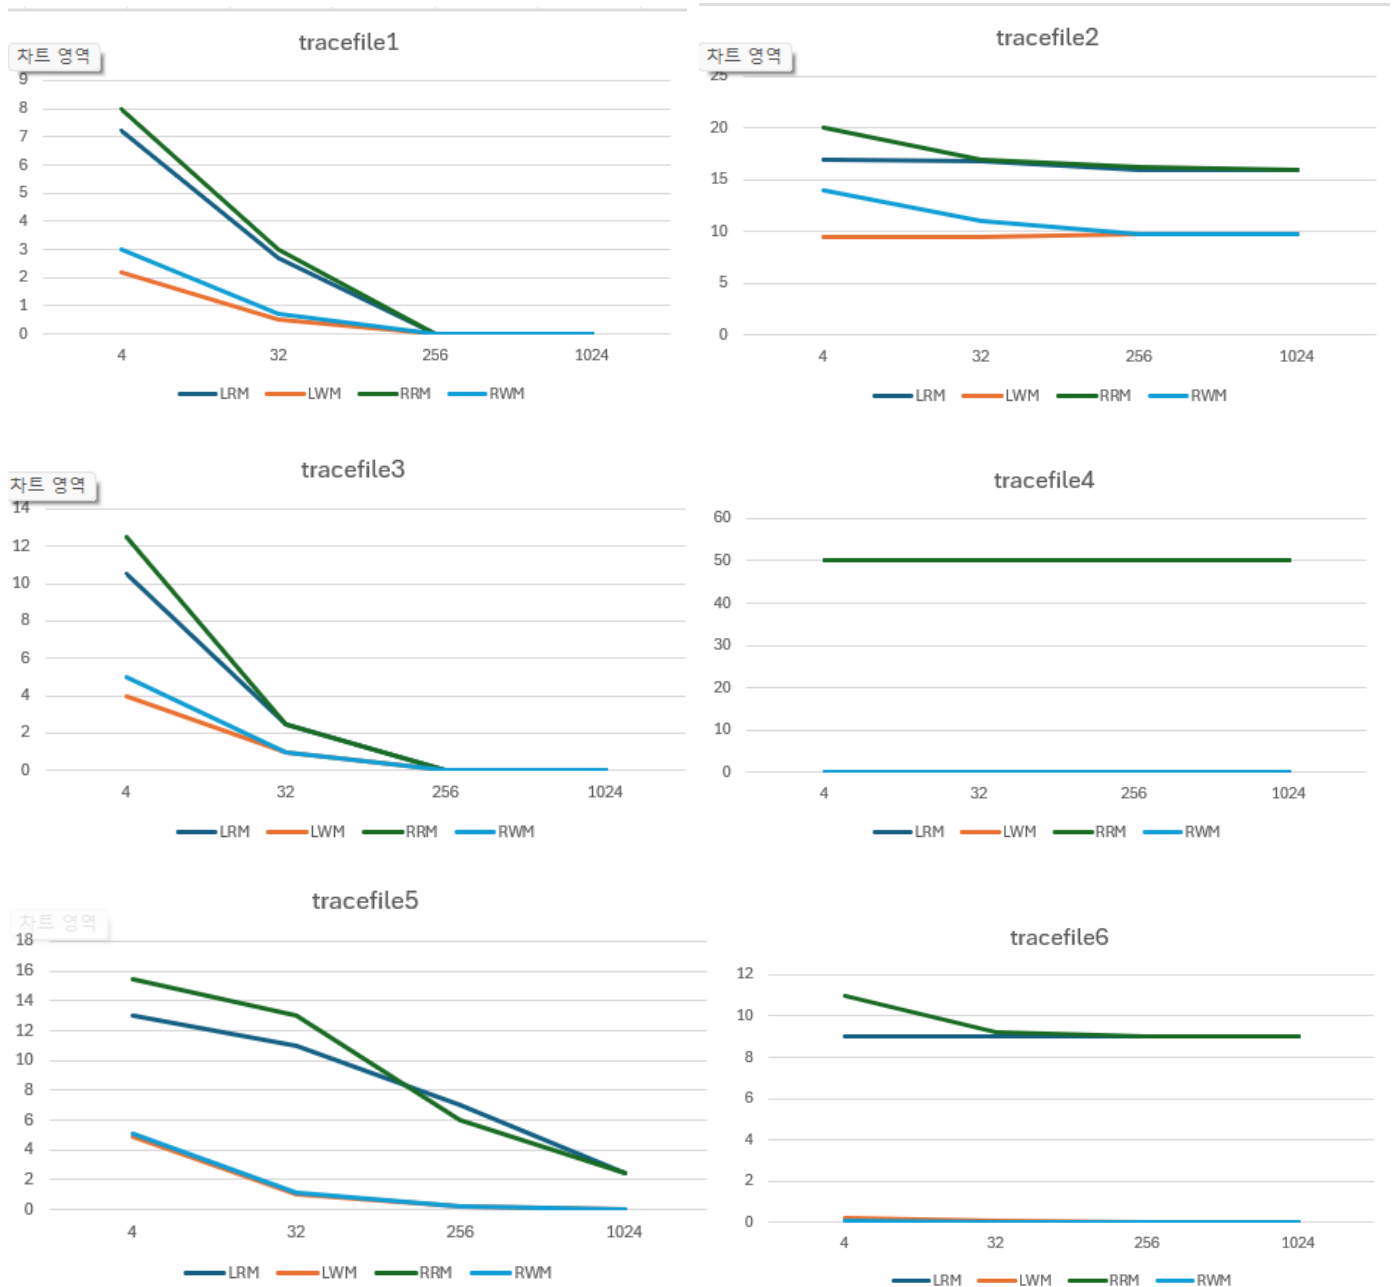 tracefile1
차트 영역
9
8
7
6
5
4
3
2
1
0
4 32 256 1024
LRM LWM RRM RWM
tracefile2
차트 영역
25
20
15
10
5
0
4 32 256 1024
LRM LWM RRM RWM
tracefile3
차트 영역
14
12
10
8
6
4
2
0
4 32 256 1024
LRM LWM RRM RWM
tracefile4
60
50
40
30
20
10
0
4 32 256 1024
LRM LWM RRM RWM
tracefile5
차트 영역
18
16
14
12
10
8
6
4
2
0
4 32 256 1024
LRM LWM RRM RWM
tracefile6
12
10
8
6
4
2
0
4 32 256 1024
LRM LWM RRM RWM